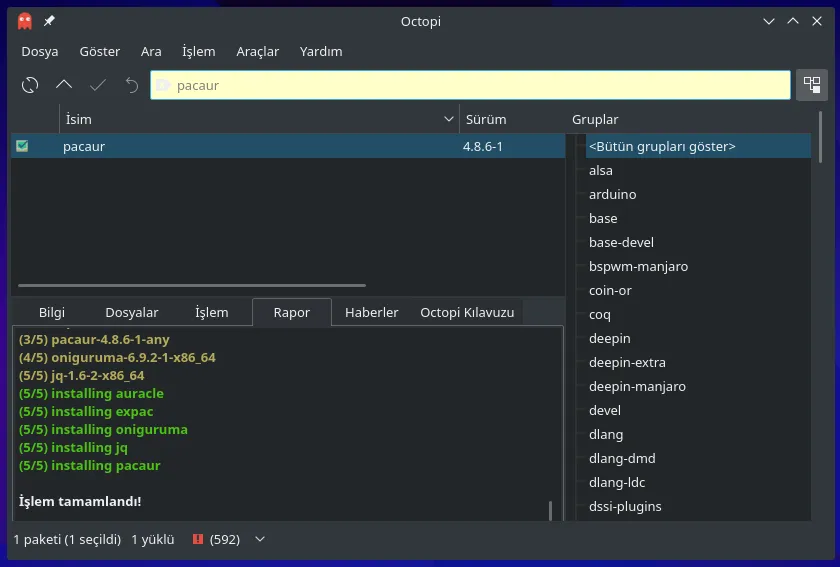 Octopi
Dosya Göster Ara İşlem Araçlar Yardım
pacaur
İsim Sürüm Gruplar
pacaur 4.8.6-1
<Bütün grupları göster>
alsa
arduino
base
base-devel
bspwm-manjaro
coin-or
coq
deepin
deepin-extra
deepin-manjaro
devel
dlang
dlang-dmd
dlang-ldc
dssi-plugins
Bilgi Dosyalar İşlem Rapor Haberler Octopi Kılavuzu
(3/5) pacaur-4.8.6-1-any
(4/5) oniguruma-6.9.2-1-x86_64
(5/5) jq-1.6-2-x86_64
(5/5) installing auracle
(5/5) installing expac
(5/5) installing oniguruma
(5/5) installing jq
(5/5) installing pacaur
İşlem tamamlandı!
1 paketi (1 seçildi) 1 yüklü (592)